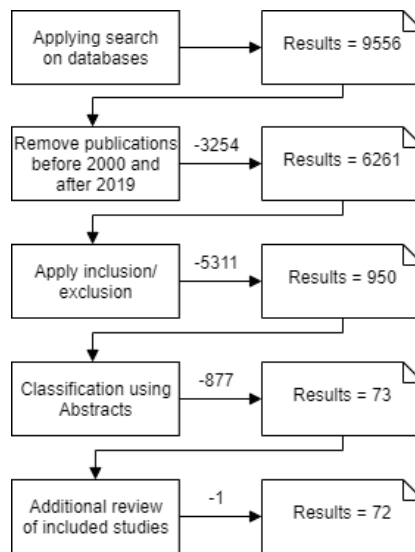 Applying search
on databases
Results = 9556
Remove publications
before 2000 and
after 2019
-3254
Results = 6261
Apply inclusion/
exclusion
-5311
Results = 950
Classification using
Abstracts
-877
Results = 73
Additional review
of included studies
-1
Results = 72